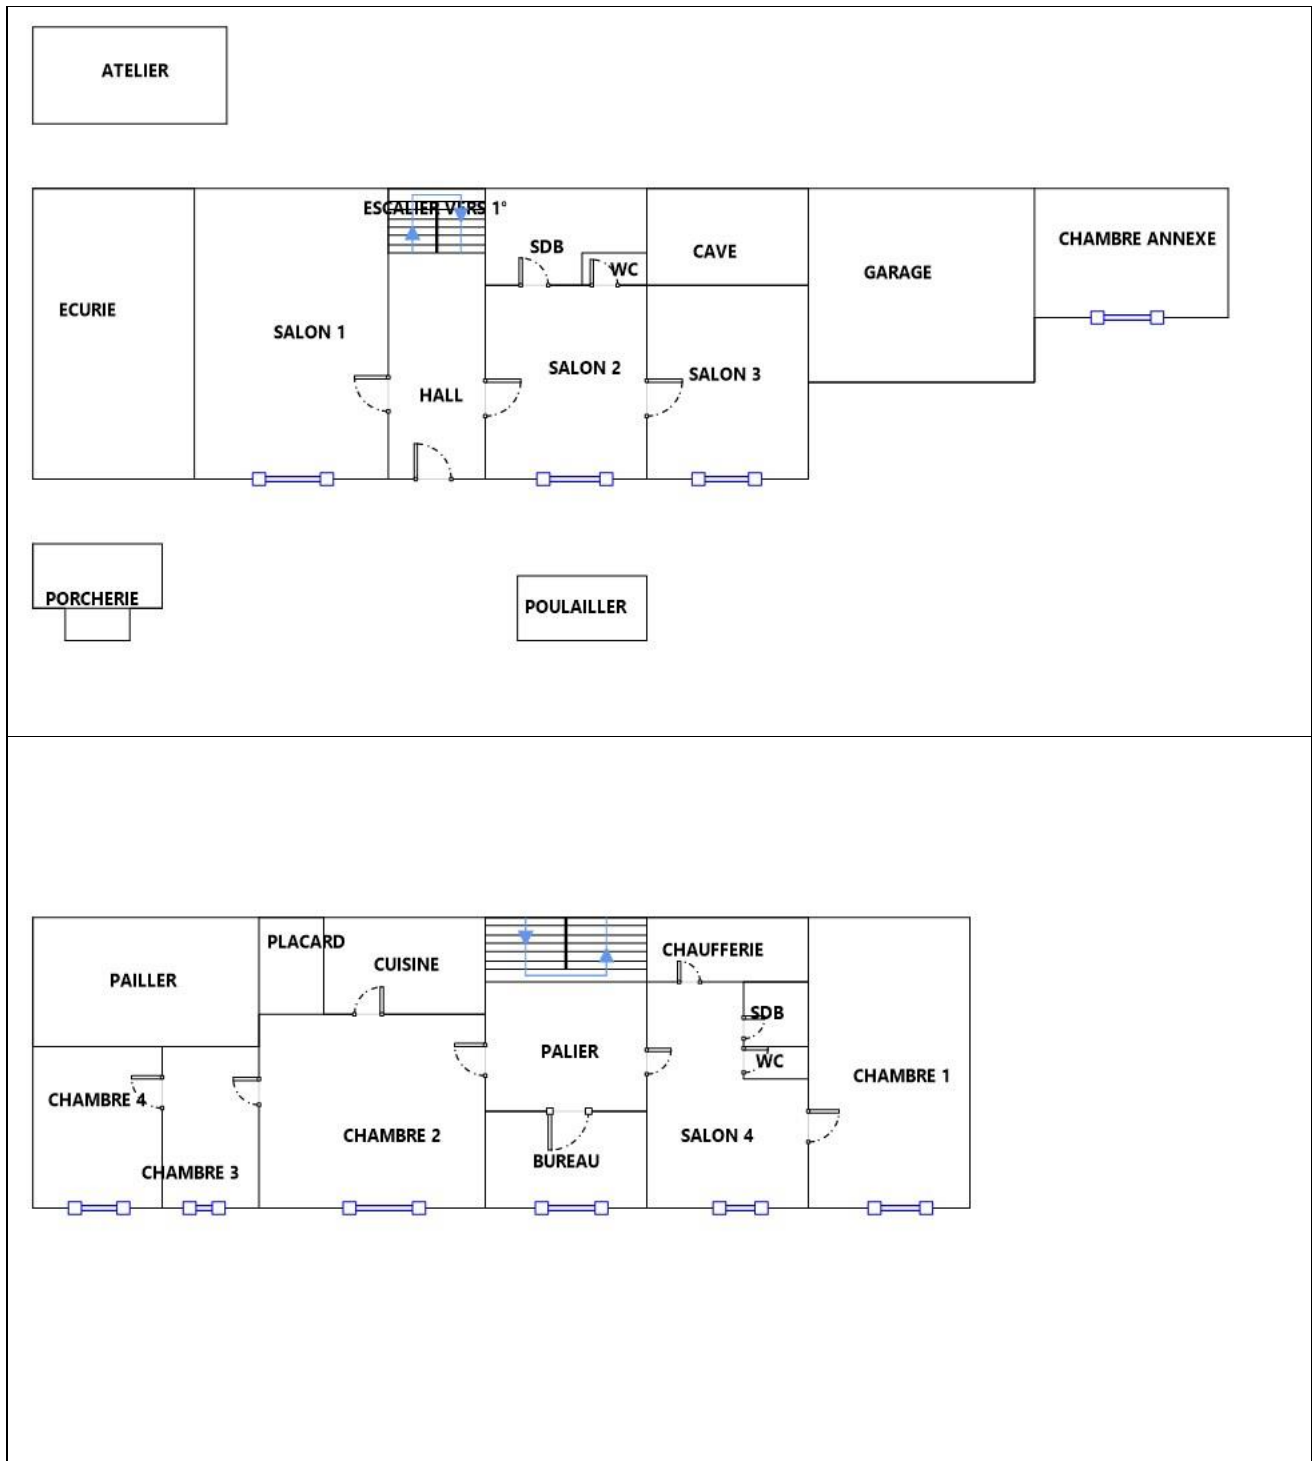 ATELIER
ESCALIER VERS 1°
SDB
WC
CAVE
CHAMBRE ANNEXE
GARAGE
ECURIE
SALON 1
SALON 2
SALON 3
HALL
PORCHERIE
POULAILLER
PLACARD
CUISINE
CHAUFFERIE
PAILLER
SDB
PALIER
WC
CHAMBRE 1
CHAMBRE 4
CHAMBRE 2
SALON 4
BUREAU
CHAMBRE 3